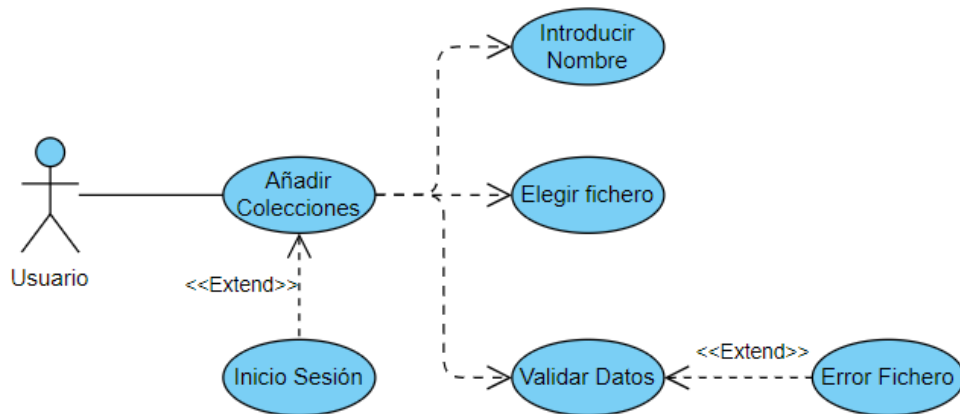 Introducir
Nombre
Añadir
Colecciones
Elegir fichero
Usuario
<<Extend>>
Inicio Sesión
Validar Datos
<<Extend>>
Error Fichero